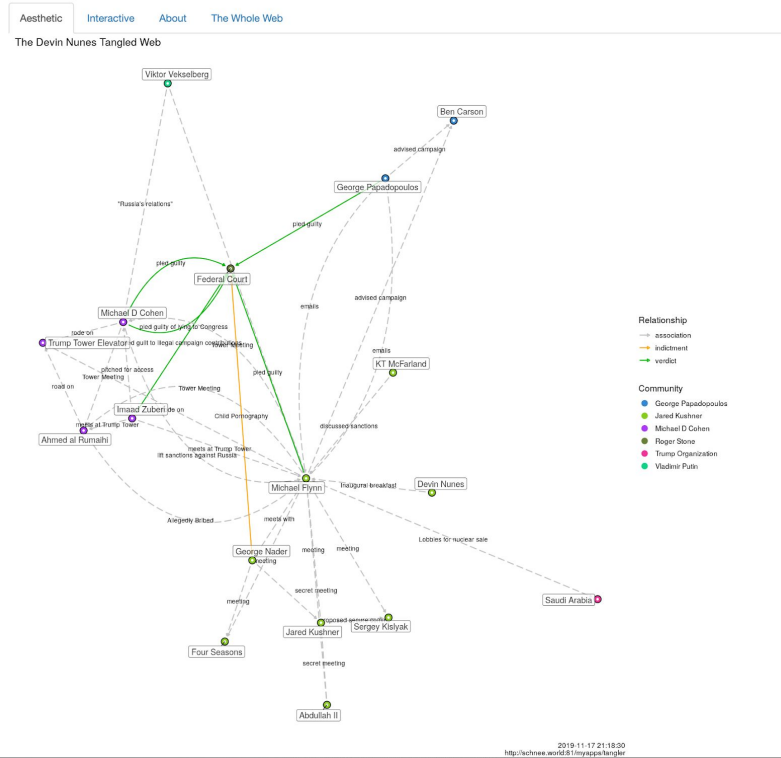 Aesthetic Interactive About The Whole Web
The Devin Nunes Tangled Web
Viktor Vekselberg
Ben Carson
advised campaign
George Papadopoulos
"Russia's relations"
pled guilty
pled guilty
Federal Court
emails
advised campaign
Michael D Cohen
pled guilty of lying to Congress
rode on
Trump Tower Elevator
d guilt to illegal campaign contributions
Tower Meeting
emails
KT McFarland
pitched for access
Tower Meeting
pled guilty
road on
Tower Meeting
Imaad Zuberi
de on
Child Pornography
meets at Trump Tower
discussed sanctions
Ahmed al Rumaihi
meets at Trump Tower
lift sanctions against Russia
Michael Flynn
Inaugural breakfast
Devin Nunes
Allegedly Bribed
meets with
Lobbies for nuclear sale
George Nader
meeting
meeting
meeting
secret meeting
meeting
Saudi Arabia
Jared Kushner
Sergey Kislyak
Four Seasons
secret meeting
Abdullah II
Relationship
association
indictment
verdict
Community
George Papadopoulos
Jared Kushner
Michael D Cohen
Roger Stone
Trump Organization
Vladimir Putin
2019-11-17 21:18:30
http://schnee.world:81/myapps/tangler